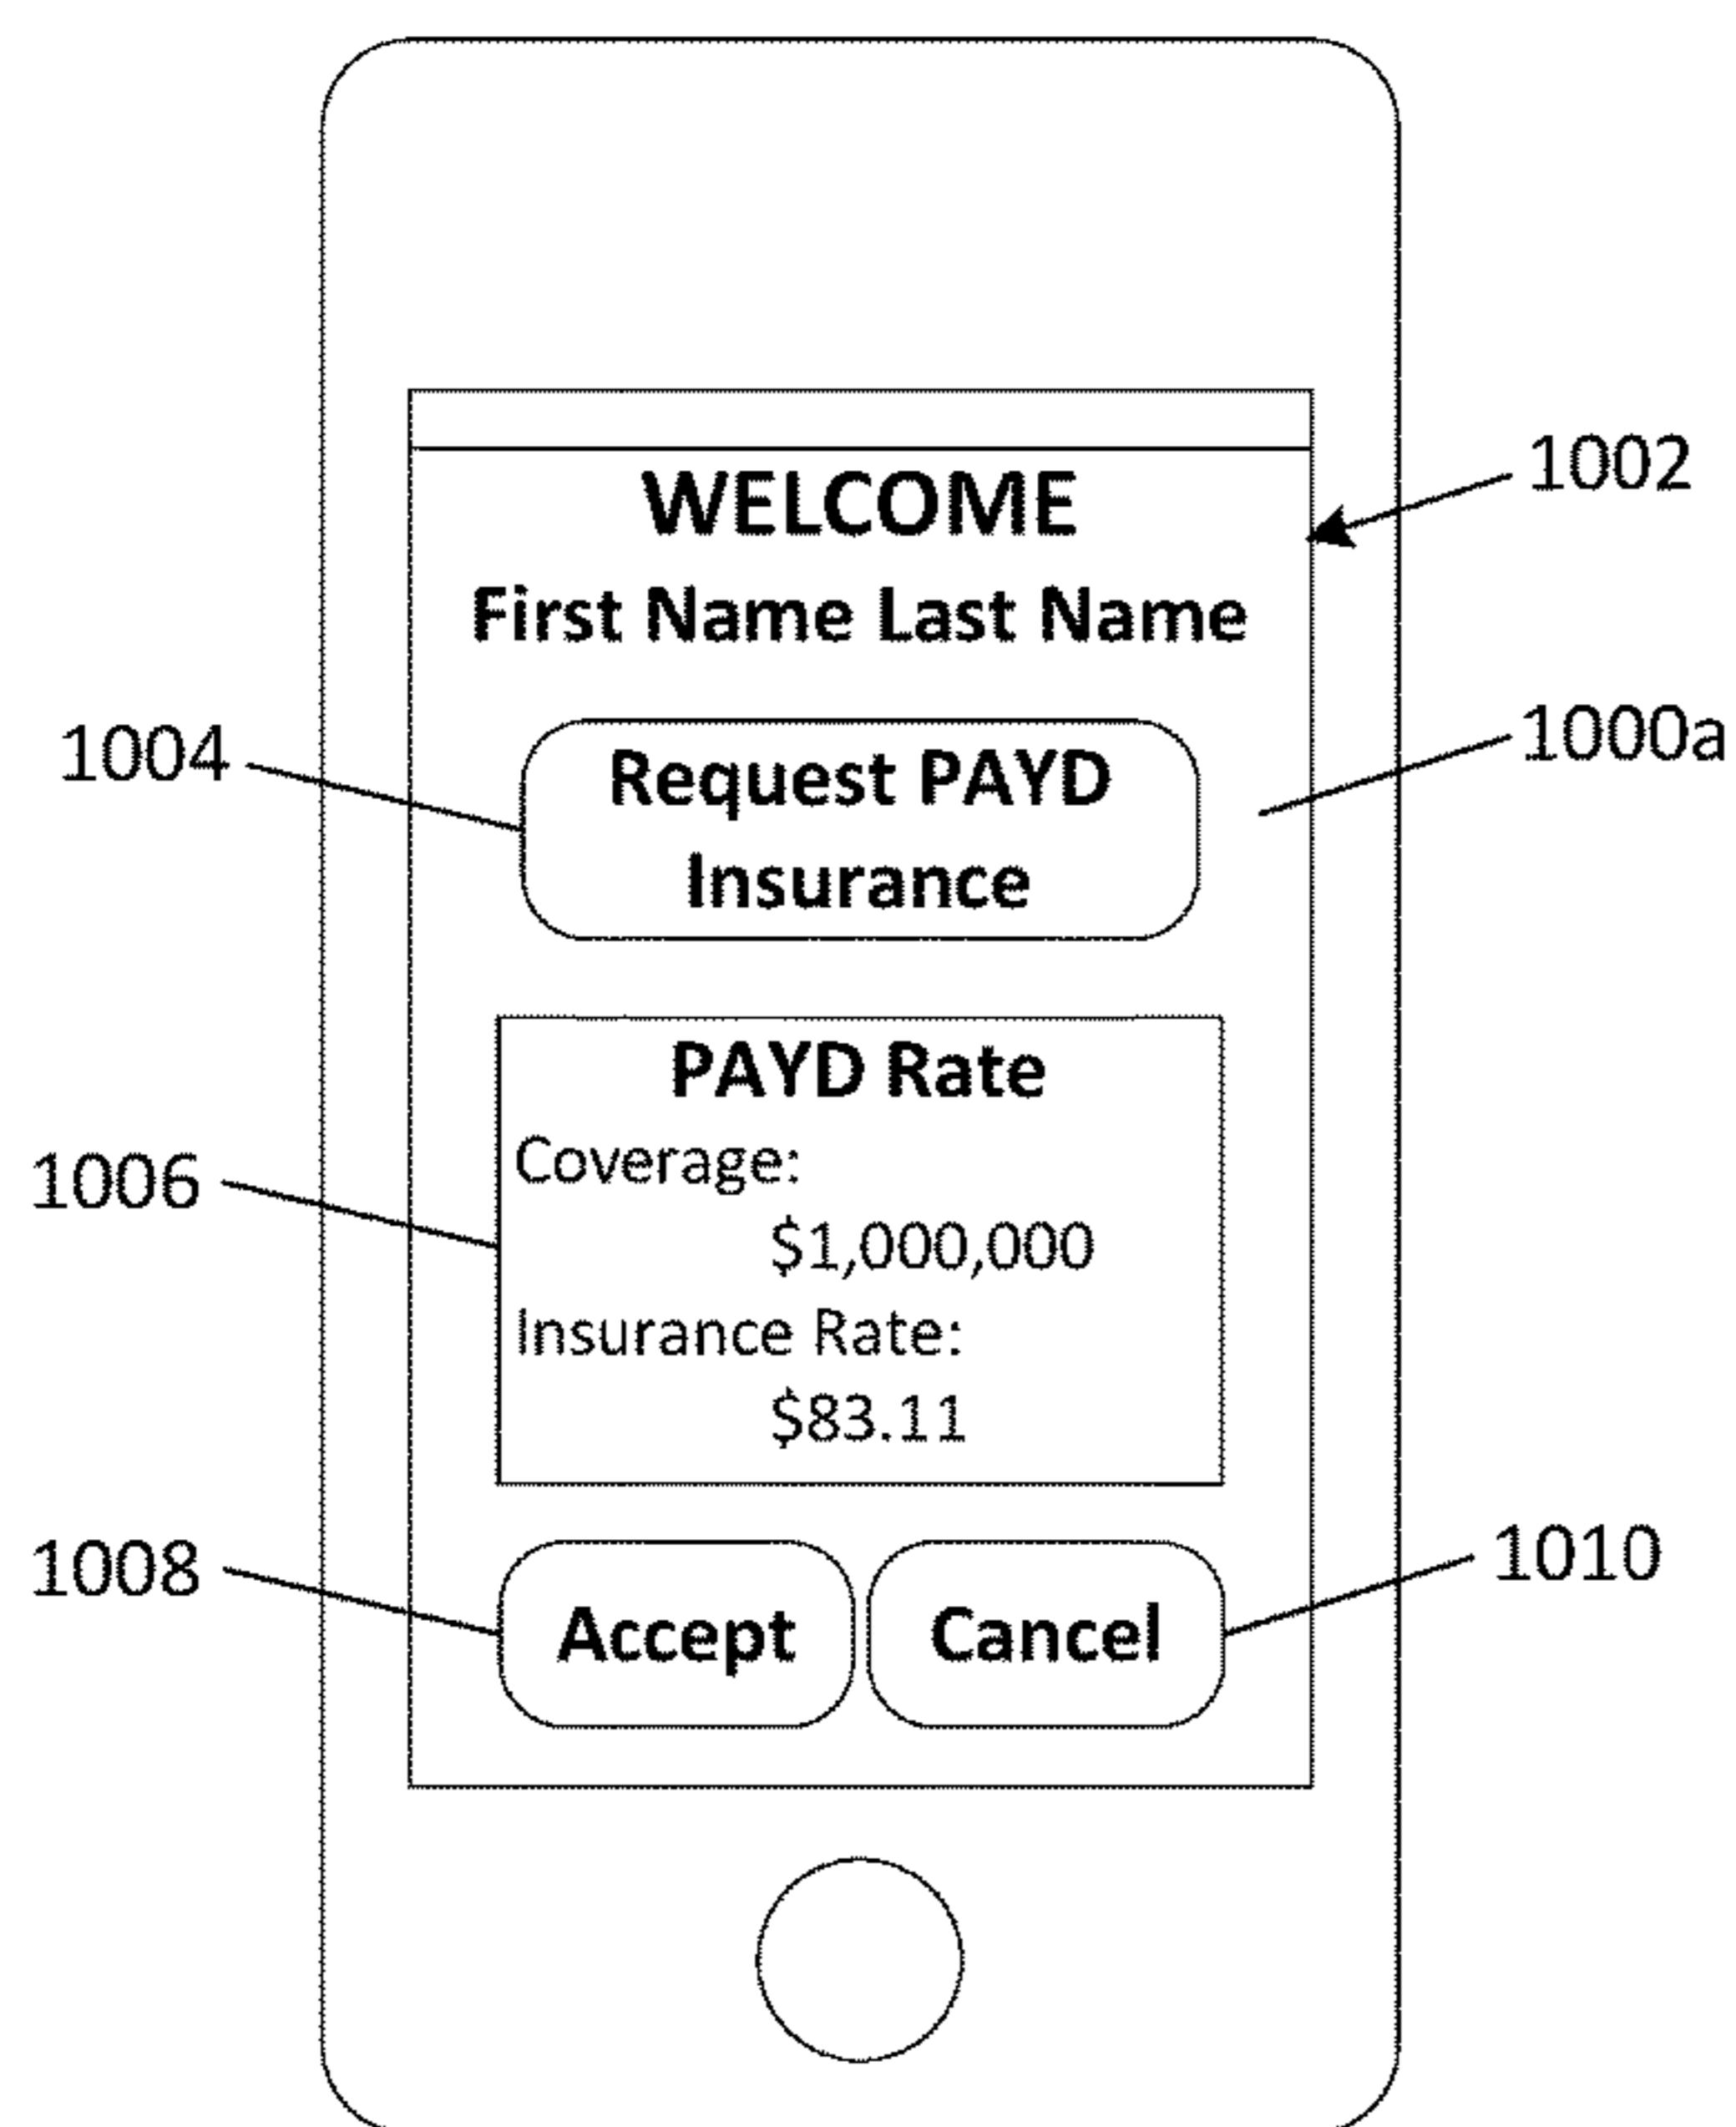 1002
WELCOME
First Name Last Name
1000a
1004
Request PAYD
Insurance
PAYD Rate
1006
Coverage:
$1,000,000
Insurance Rate:
$83.11
1008
Accept
Cancel
1010